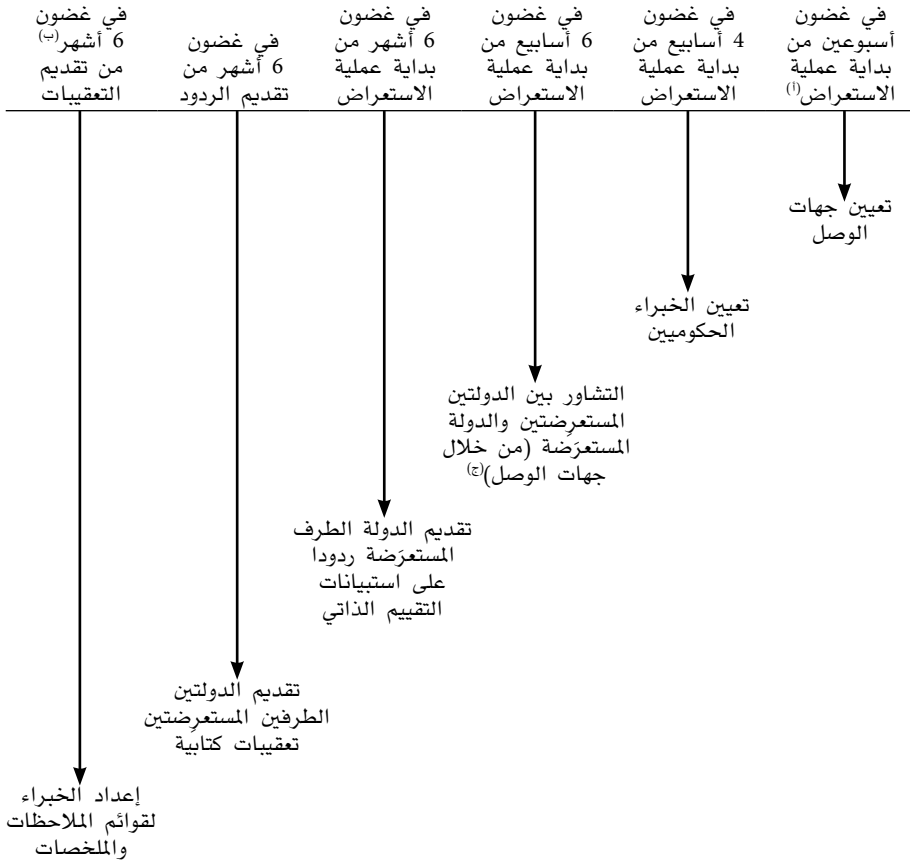 في غضون
أسبوعين من
بداية عملية
الاستعراض(أ)
في غضون
4 أسابيع من
بداية عملية
الاستعراض
في غضون
6 أسابيع من
بداية عملية
الاستعراض
في غضون
6 أشهر من
بداية عملية
الاستعراض
في غضون
6 أشهر من
تقديم الردود
في غضون
6 أشهر(ب)
من تقديم
التعقيبات
تعيين جهات
الوصل
تعيين الخبراء
الحكوميين
التشاور بين الدولتين
المستعرِضتين والدولة
المستعرَضة (من خلال
جهات الوصل)(ج)
تقديم الدولة الطرف
المستعرَضة ردودا
على استبيانات
التقييم الذاتي
تقديم الدولتين
الطرفين المستعرِضتين
تعقيبات كتابية
إعداد الخبراء
لقوائم الملاحظات
والملخصات